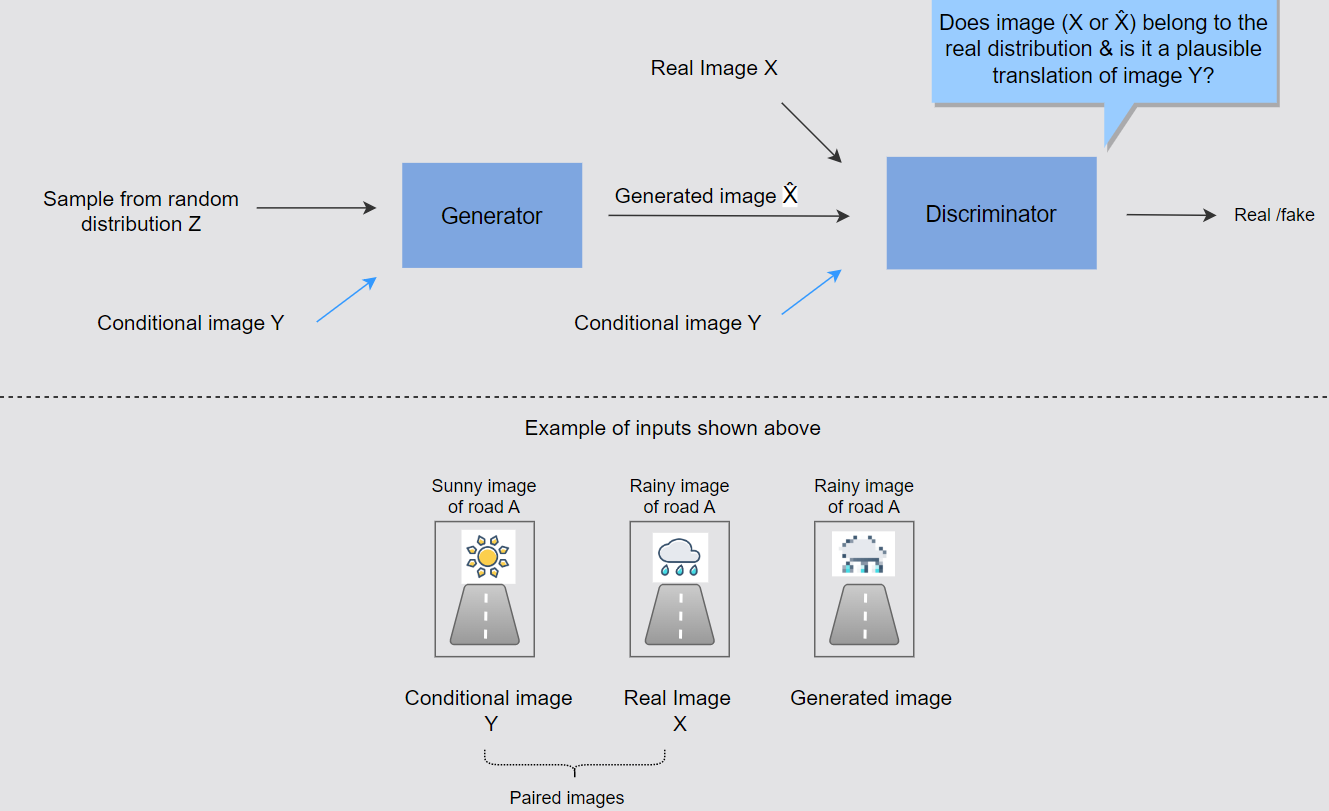 Does image (X or X̂) belong to the
real distribution & is it a plausible
translation of image Y?
Real Image X
Sample from random
distribution Z
Generator
Generated image X̂
Discriminator
Real /fake
Conditional image Y
Conditional image Y
Example of inputs shown above
Sunny image
of road A
Rainy image
of road A
Rainy image
of road A
Conditional image
Y
Real Image
X
Generated image
Paired images